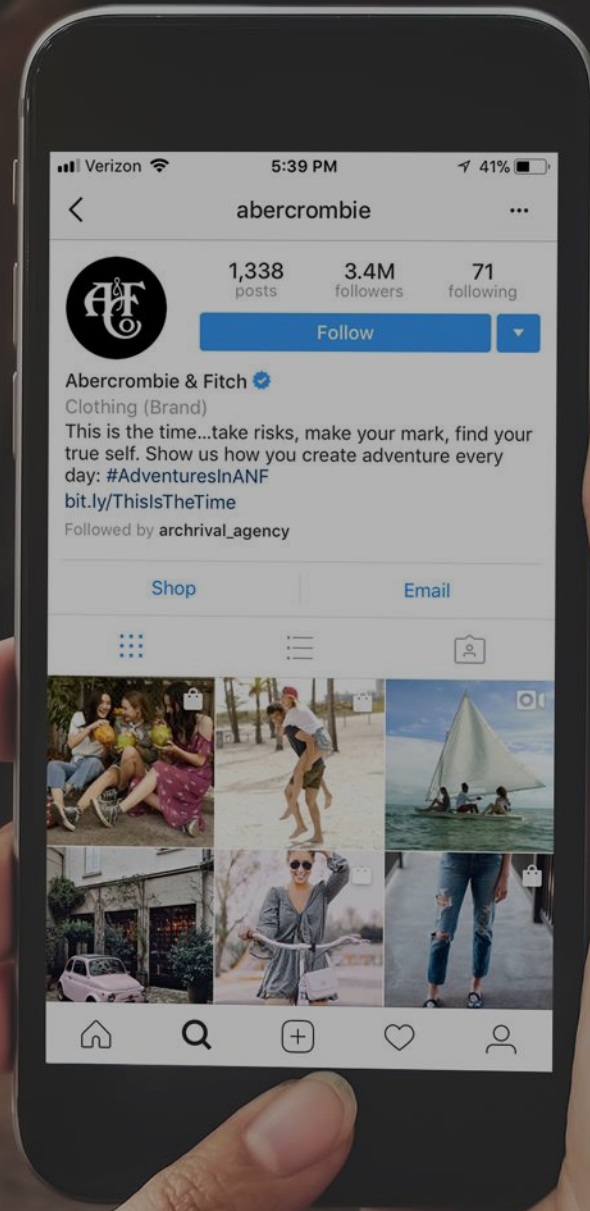 Verizon 5:39 PM 41%
abercrombie
A&F Co
1,338 3.4M 71
posts followers following
Follow
Abercrombie & Fitch
Clothing (Brand)
This is the time...take risks, make your mark, find your
true self. Show us how you create adventure every
day: #AdventuresInANF
bit.ly/ThisIsTheTime
Followed by archrival_agency
Shop Email